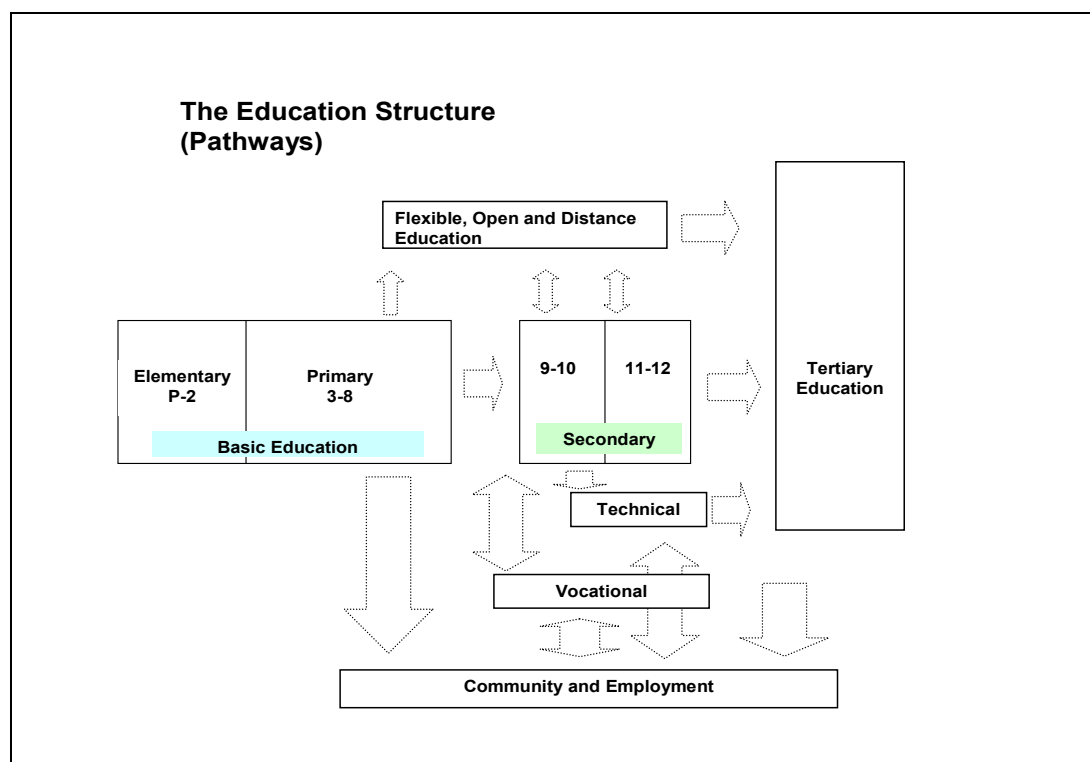 The Education Structure
(Pathways)
Flexible, Open and Distance
Education
Elementary
P-2
Primary
3-8
Basic Education
9-10
11-12
Secondary
Tertiary
Education
Technical
Vocational
Community and Employment